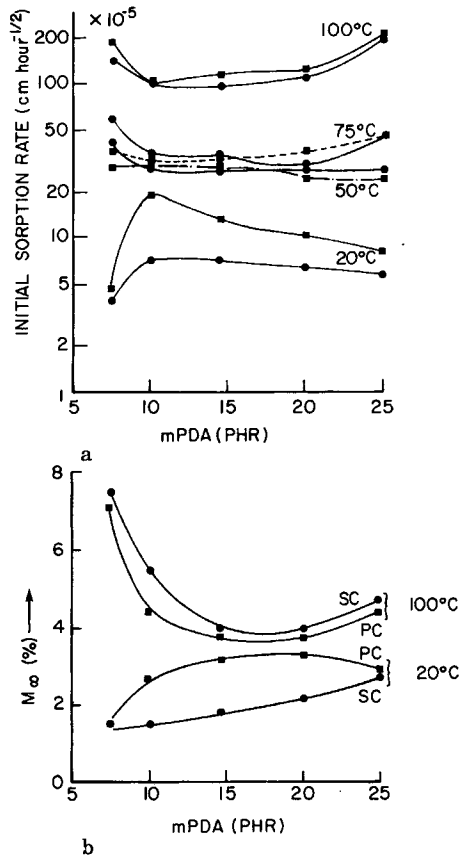 × 10⁻⁵
200
100
50
20
10
5
2
1
INITIAL SORPTION RATE (cm hour⁻¹/²)
100°C
75°C
50°C
20°C
5 10 15 20 25
mPDA (PHR)
a
8
6
4
2
0
M∞ (%)
SC
PC
100°C
PC
SC
20°C
5 10 15 20 25
mPDA (PHR)
b